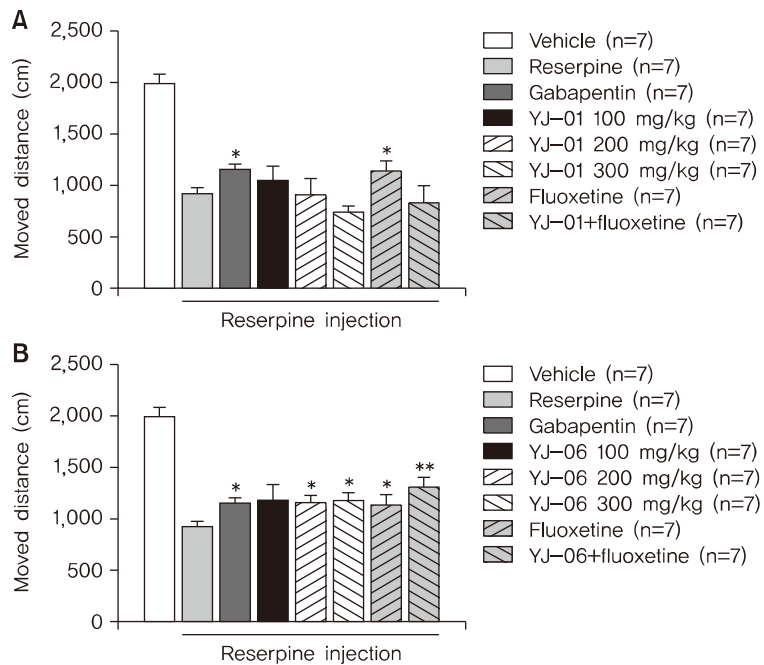 A
2,500
2,000
1,500
1,000
500
0
Moved distance (cm)
*
*
Reserpine injection
Vehicle (n=7)
Reserpine (n=7)
Gabapentin (n=7)
YJ-01 100 mg/kg (n=7)
YJ-01 200 mg/kg (n=7)
YJ-01 300 mg/kg (n=7)
Fluoxetine (n=7)
YJ-01+fluoxetine (n=7)
B
2,500
2,000
1,500
1,000
500
0
Moved distance (cm)
*
*
*
*
**
Reserpine injection
Vehicle (n=7)
Reserpine (n=7)
Gabapentin (n=7)
YJ-06 100 mg/kg (n=7)
YJ-06 200 mg/kg (n=7)
YJ-06 300 mg/kg (n=7)
Fluoxetine (n=7)
YJ-06+fluoxetine (n=7)